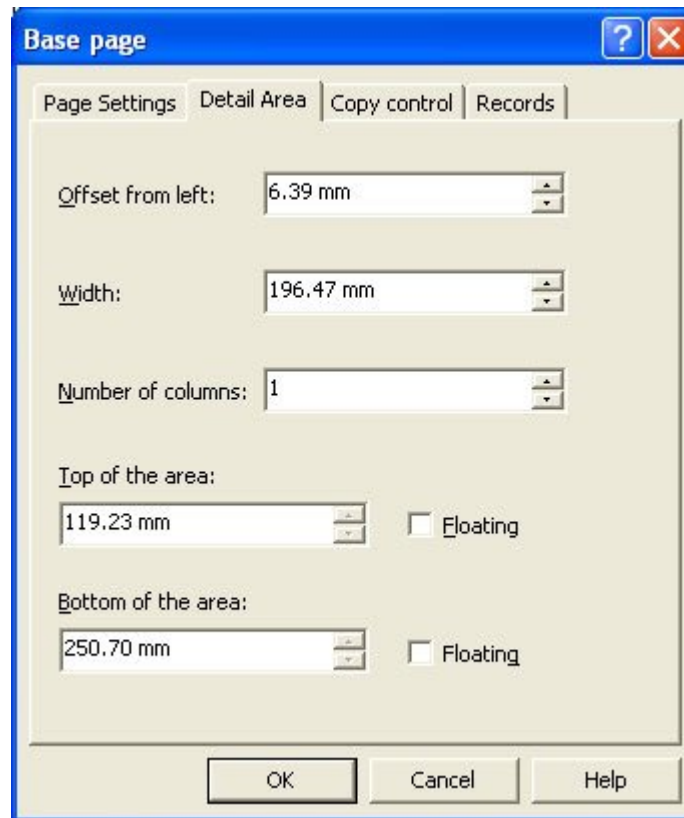 Base page
Page Settings Detail Area Copy control Records
Offset from left: 6.39 mm
Width: 196.47 mm
Number of columns: 1
Top of the area:
119.23 mm Floating
Bottom of the area:
250.70 mm Floating
OK Cancel Help